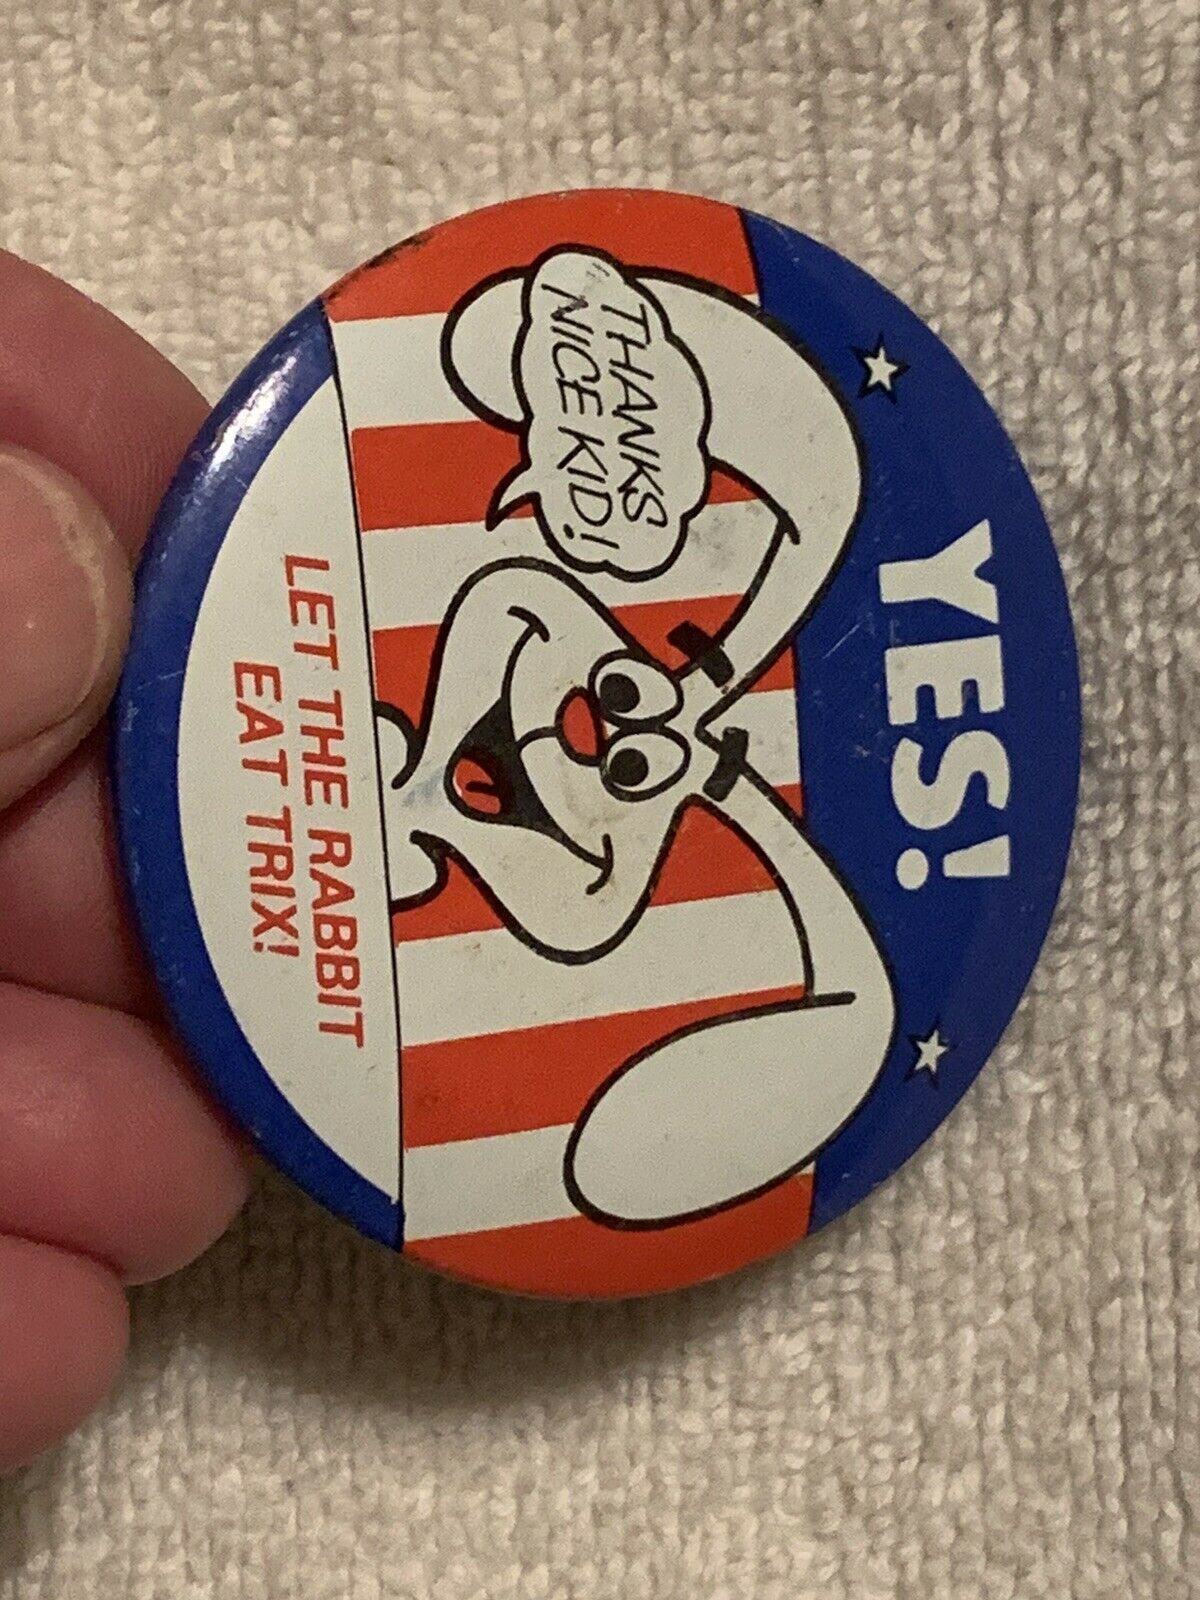 YES!
THANKS
NICE KID!
LET THE RABBIT
EAT TRIX!